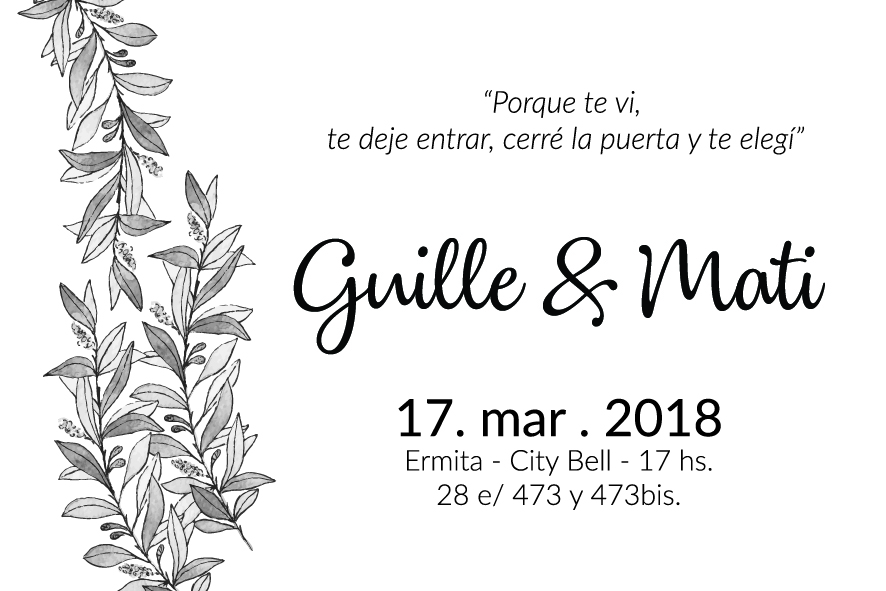 “Porque te vi,
te deje entrar, cerré la puerta y te elegí”
Guille & Mati
17. mar . 2018
Ermita - City Bell - 17 hs.
28 e/ 473 y 473bis.